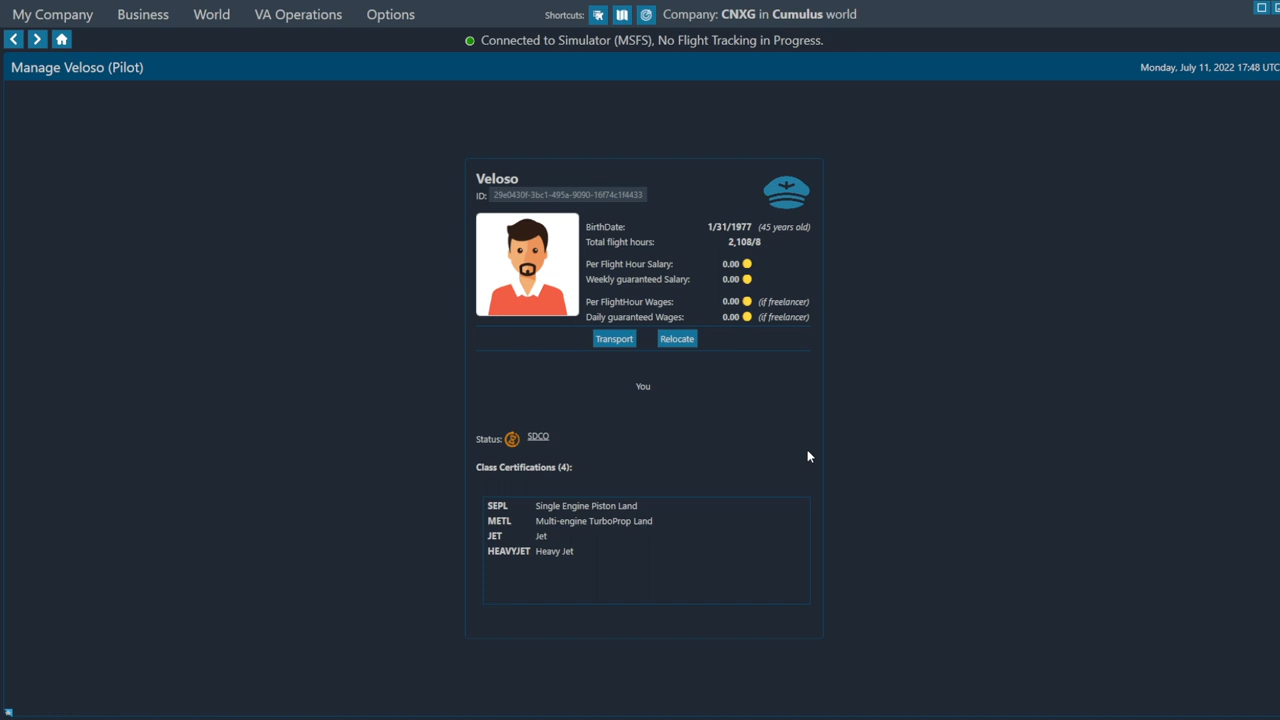 My Company Business World VA Operations Options Shortcuts: Company: CNXG in Cumulus world
Connected to Simulator (MSFS), No Flight Tracking in Progress.
Manage Veloso (Pilot) Monday, July 11, 2022 17:48 UTC
Veloso
ID: 29e0430f-3bc1-495a-9090-16f74c1f4433
BirthDate: 1/31/1977 (45 years old)
Total flight hours: 2,108/8
Per Flight Hour Salary: 0.00
Weekly guaranteed Salary: 0.00
Per FlightHour Wages: 0.00 (if freelancer)
Daily guaranteed Wages: 0.00 (if freelancer)
Transport Relocate
You
Status: SDCO
Class Certifications (4):
SEPL Single Engine Piston Land
METL Multi-engine TurboProp Land
JET Jet
HEAVYJET Heavy Jet